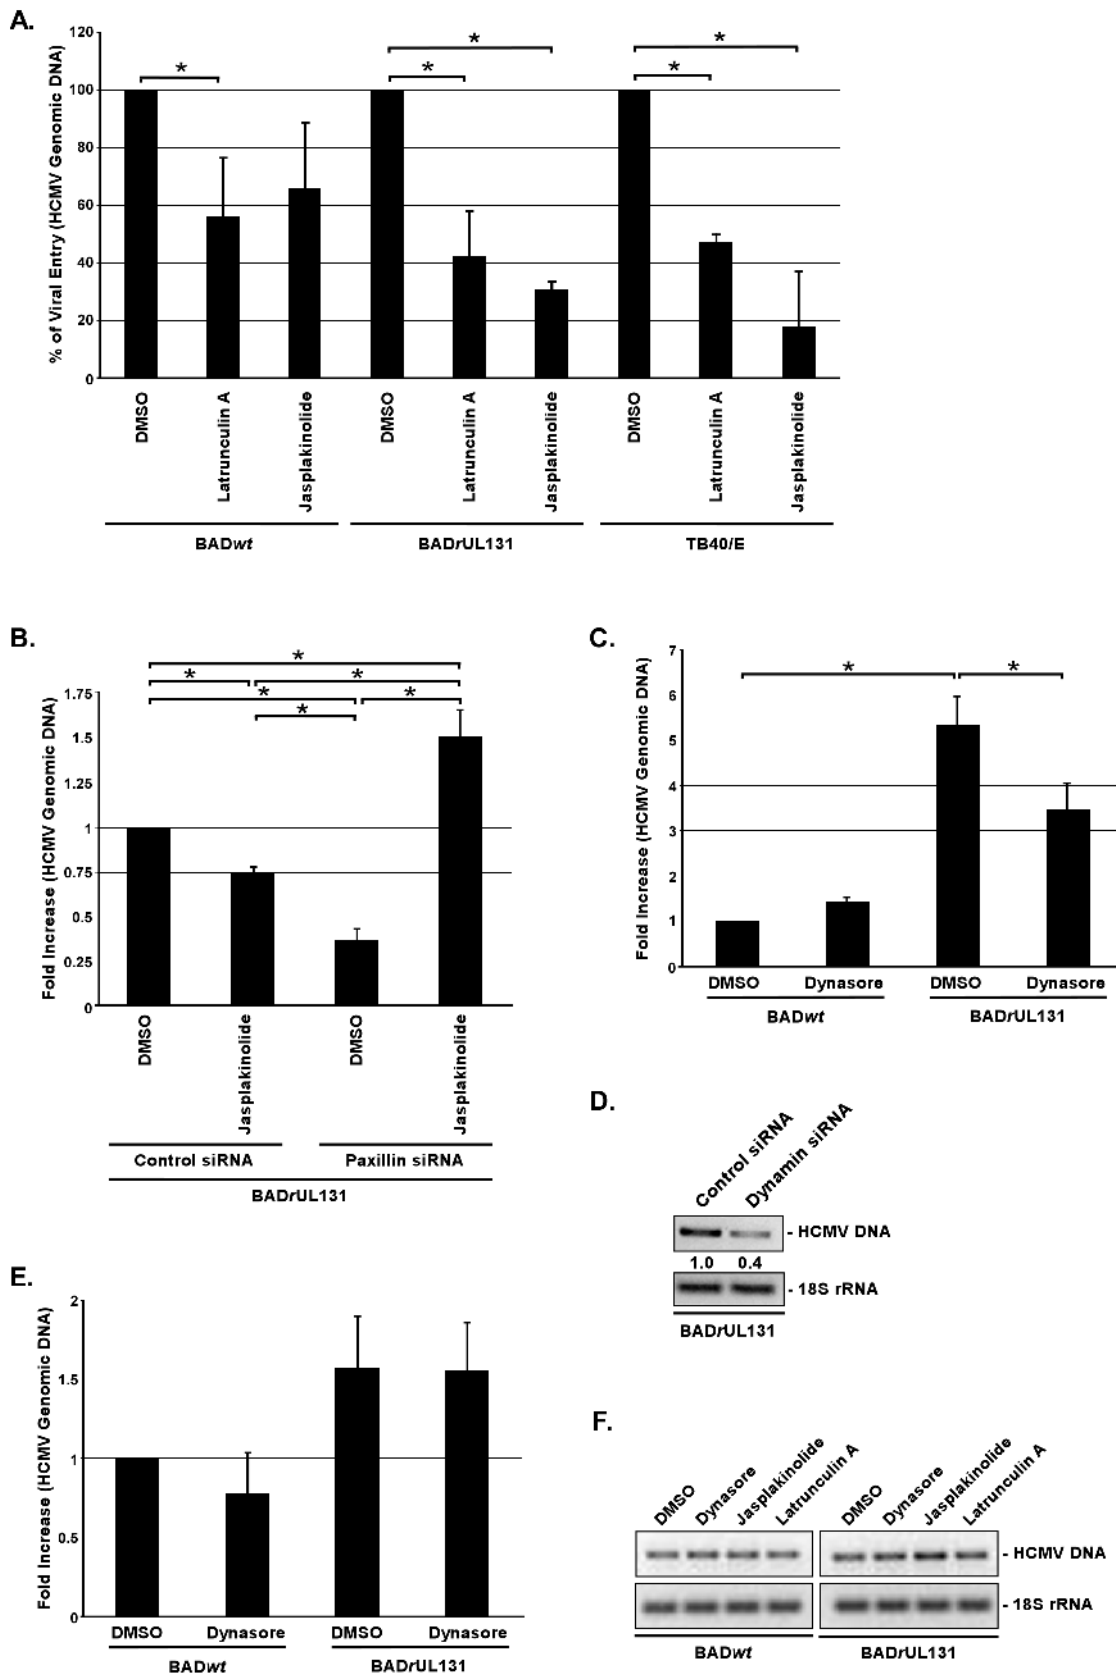 A.
% of Viral Entry (HCMV Genomic DNA)
120
100
80
60
40
20
0
* * * * *
DMSO Latrunculin A Jasplakinolide DMSO Latrunculin A Jasplakinolide DMSO Latrunculin A Jasplakinolide
BADwt BADrUL131 TB40/E
B.
Fold Increase (HCMV Genomic DNA)
1.75
1.5
1.25
1
0.75
0.5
0.25
0
* * * * * *
DMSO Jasplakinolide DMSO Jasplakinolide
Control siRNA Paxillin siRNA
BADrUL131
C.
Fold Increase (HCMV Genomic DNA)
7
6
5
4
3
2
1
0
* *
DMSO Dynasore DMSO Dynasore
BADwt BADrUL131
D.
Control siRNA Dynamin siRNA
- HCMV DNA
1.0 0.4
- 18S rRNA
BADrUL131
E.
Fold Increase (HCMV Genomic DNA)
2
1.5
1
0.5
0
DMSO Dynasore DMSO Dynasore
BADwt BADrUL131
F.
DMSO Dynasore Jasplakinolide Latrunculin A DMSO Dynasore Jasplakinolide Latrunculin A
- HCMV DNA
- 18S rRNA
BADwt BADrUL131